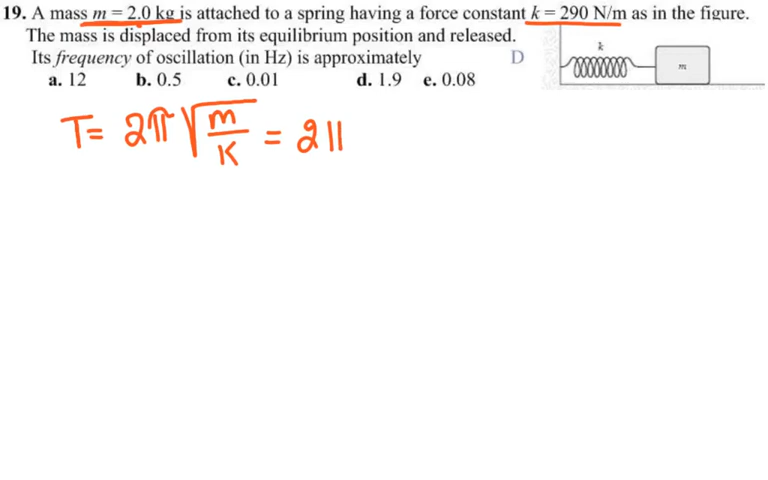 19. A mass m = 2.0 kg is attached to a spring having a force constant k = 290 N/m as in the figure.
The mass is displaced from its equilibrium position and released.
Its frequency of oscillation (in Hz) is approximately D
a. 12 b. 0.5 c. 0.01 d. 1.9 e. 0.08
k
m
T = 2π √m/K = 2π